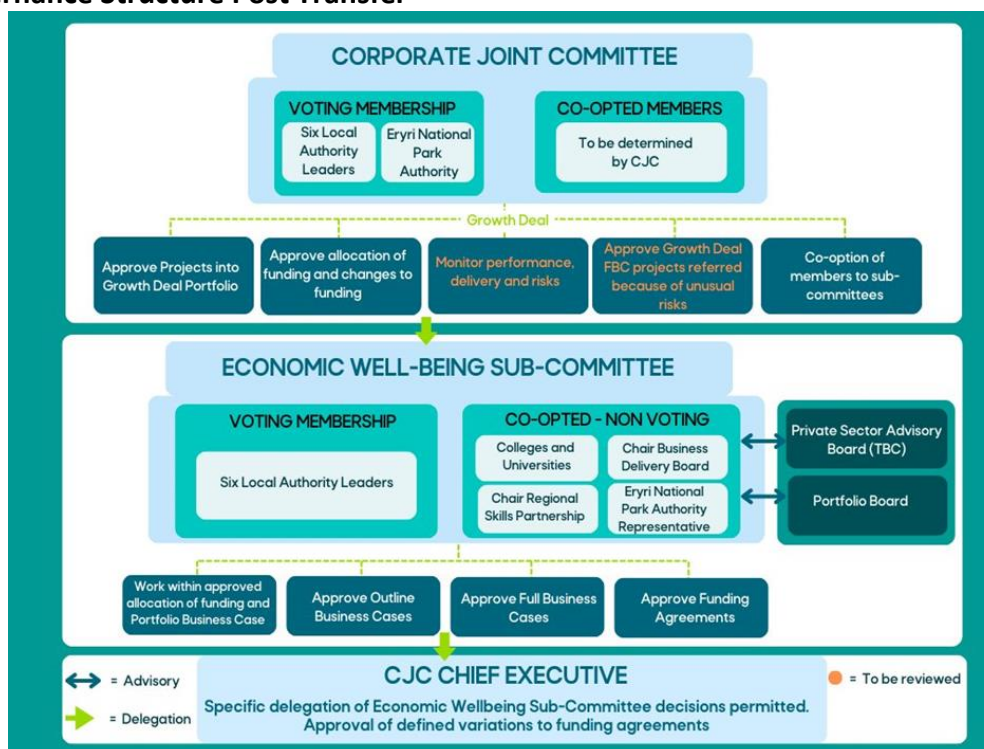 CORPORATE JOINT COMMITTEE
VOTING MEMBERSHIP
Six Local
Authority
Leaders
Eryri National
Park
Authority
CO-OPTED MEMBERS
To be determined
by CJC
Growth Deal
Approve Projects into
Growth Deal Portfolio
Approve allocation of
funding and changes to
funding
Monitor performance,
delivery and risks
Approve Growth Deal
FBC projects referred
because of unusual
risks
Co-option of
members to sub-
committees
ECONOMIC WELL-BEING SUB-COMMITTEE
VOTING MEMBERSHIP
Six Local Authority Leaders
CO-OPTED - NON VOTING
Colleges and
Universities
Chair Business
Delivery Board
Chair Regional
Skills Partnership
Eryri National
Park Authority
Representative
Private Sector Advisory
Board (TBC)
Portfolio Board
Work within approved
allocation of funding and
Portfolio Business Case
Approve Outline
Business Cases
Approve Full Business
Cases
Approve Funding
Agreements
CJC CHIEF EXECUTIVE
Specific delegation of Economic Wellbeing Sub-Committee decisions permitted.
Approval of defined variations to funding agreements
= Advisory
= Delegation
= To be reviewed